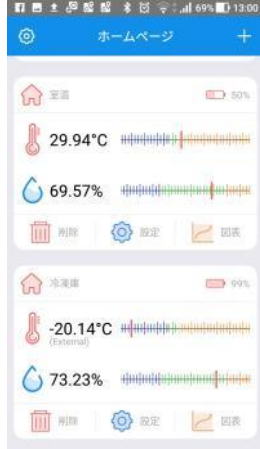 69% 13:00
ホームページ
室温 50%
29.94°C
69.57%
削除 設定 図表
冷凍庫 99%
-20.14°C
(External)
73.23%
削除 設定 図表